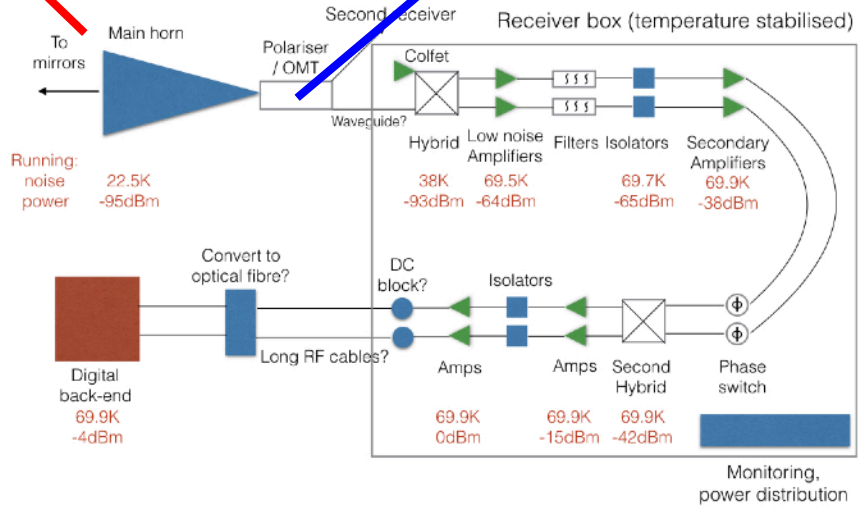 Second receiver
Receiver box (temperature stabilised)
To
mirrors
Main horn
Polariser
/ OMT
Colfet
Waveguide?
Hybrid
Low noise
Amplifiers
Filters
Isolators
Secondary
Amplifiers
Running:
noise
power
22.5K
-95dBm
38K
-93dBm
69.5K
-64dBm
69.7K
-65dBm
69.9K
-38dBm
Convert to
optical fibre?
DC
block?
Isolators
ϕ
ϕ
Long RF cables?
Digital
back-end
Amps
Amps
Second
Hybrid
Phase
switch
69.9K
-4dBm
69.9K
0dBm
69.9K
-15dBm
69.9K
-42dBm
Monitoring,
power distribution